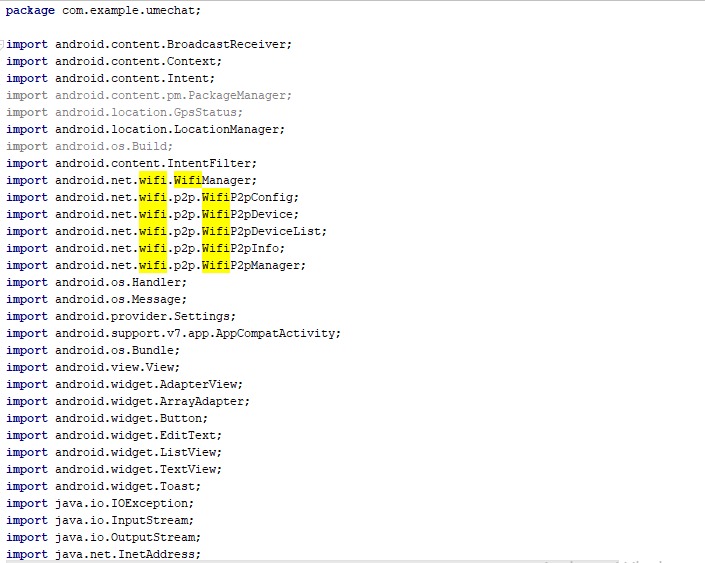 package com.example.umechat;
import android.content.BroadcastReceiver;
import android.content.Context;
import android.content.Intent;
import android.content.pm.PackageManager;
import android.location.GpsStatus;
import android.location.LocationManager;
import android.os.Build;
import android.content.IntentFilter;
import android.net.wifi.WifiManager;
import android.net.wifi.p2p.WifiP2pConfig;
import android.net.wifi.p2p.WifiP2pDevice;
import android.net.wifi.p2p.WifiP2pDeviceList;
import android.net.wifi.p2p.WifiP2pInfo;
import android.net.wifi.p2p.WifiP2pManager;
import android.os.Handler;
import android.os.Message;
import android.provider.Settings;
import android.support.v7.app.AppCompatActivity;
import android.os.Bundle;
import android.view.View;
import android.widget.AdapterView;
import android.widget.ArrayAdapter;
import android.widget.Button;
import android.widget.EditText;
import android.widget.ListView;
import android.widget.TextView;
import android.widget.Toast;
import java.io.IOException;
import java.io.InputStream;
import java.io.OutputStream;
import java.net.InetAddress;